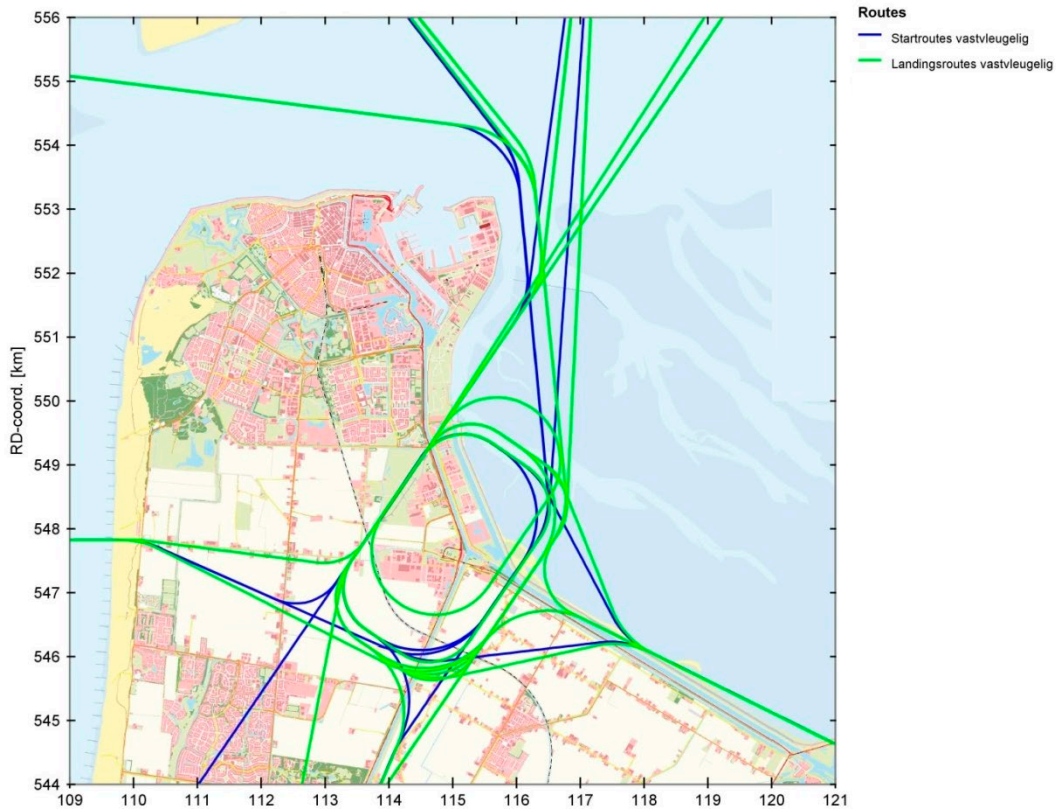 Routes
Startroutes vastvleugelig
Landingsroutes vastvleugelig
RD-coord. [km]
556
555
554
553
552
551
550
549
548
547
546
545
544
109 110 111 112 113 114 115 116 117 118 119 120 121